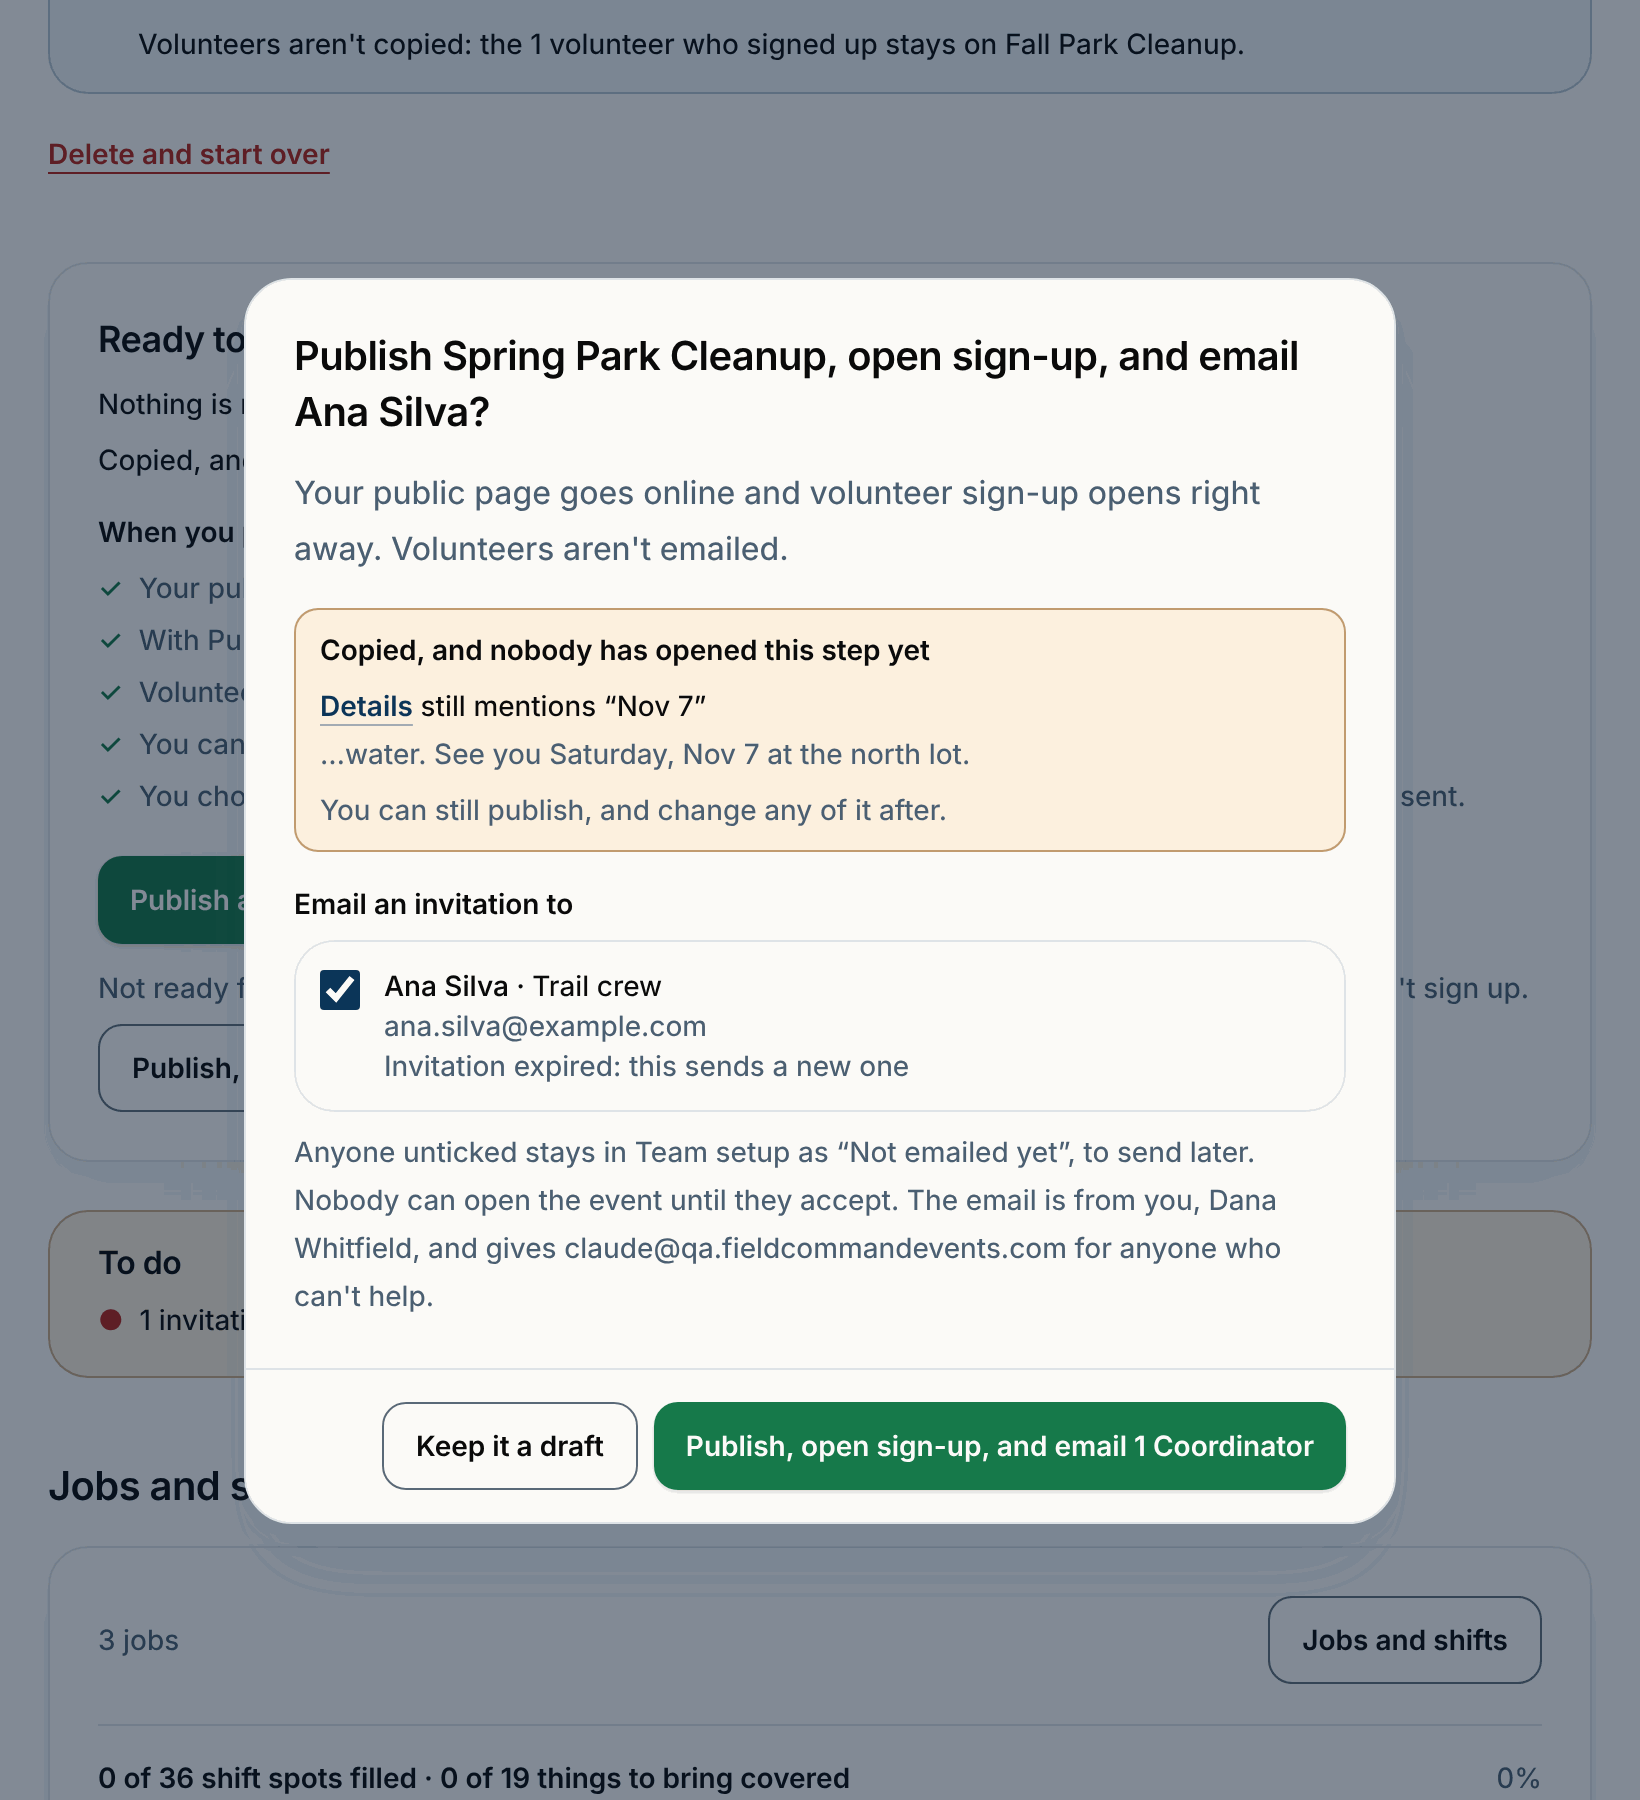 Volunteers aren't copied: the 1 volunteer who signed up stays on Fall Park Cleanup.
Delete and start over
Ready to
Nothing is
Copied, and
When you
Publish Spring Park Cleanup, open sign-up, and email
Ana Silva?
Your public page goes online and volunteer sign-up opens right
away. Volunteers aren't emailed.
Copied, and nobody has opened this step yet
Details still mentions “Nov 7”
…water. See you Saturday, Nov 7 at the north lot.
You can still publish, and change any of it after.
Email an invitation to
Ana Silva · Trail crew
ana.silva@example.com
Invitation expired: this sends a new one
Anyone unticked stays in Team setup as “Not emailed yet”, to send later.
Nobody can open the event until they accept. The email is from you, Dana
Whitfield, and gives claude@qa.fieldcommandevents.com for anyone who
can't help.
Keep it a draft
Publish, open sign-up, and email 1 Coordinator
Your
With
You can
sent.
Publish
Not ready
't sign up.
Publish,
To do
1
Jobs and
3 jobs
Jobs and shifts
0 of 36 shift spots filled · 0 of 19 things to bring covered
0%